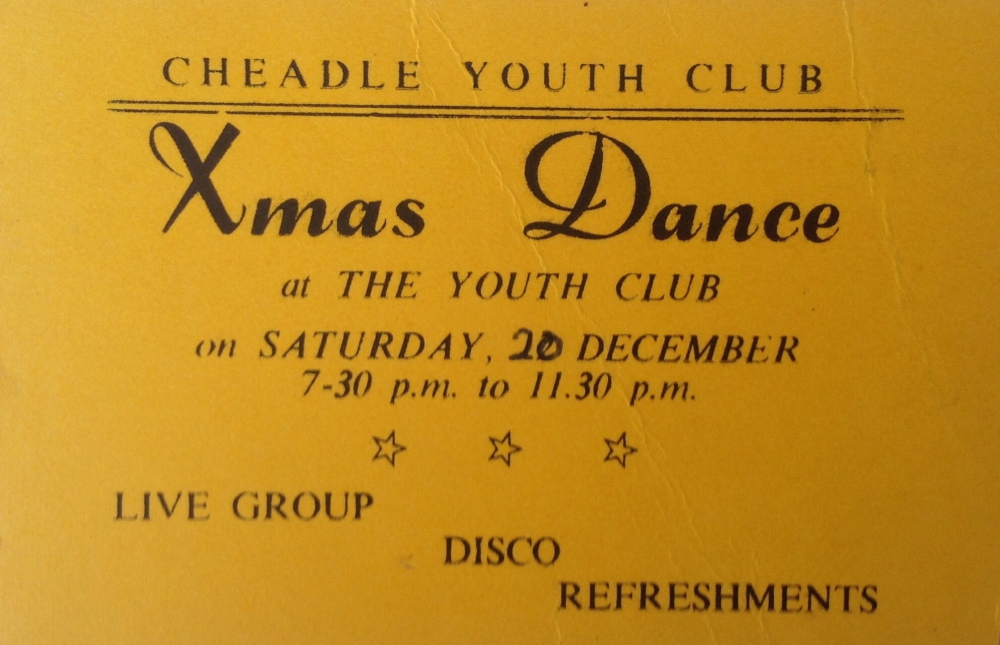 CHEADLE YOUTH CLUB
Xmas Dance
at THE YOUTH CLUB
on SATURDAY, 20 DECEMBER
7-30 p.m. to 11.30 p.m.
LIVE GROUP
DISCO
REFRESHMENTS